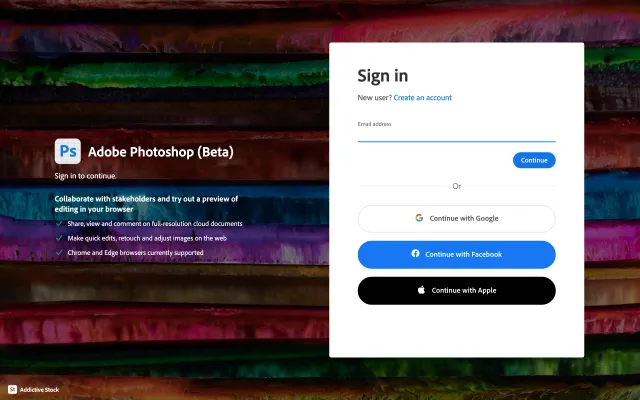 Ps Adobe Photoshop (Beta)
Sign in to continue.
Collaborate with stakeholders and try out a preview of
editing in your browser
Share, view and comment on full-resolution cloud documents
Make quick edits, retouch and adjust images on the web
Chrome and Edge browsers currently supported
St Addictive Stock
Sign in
New user? Create an account
Email address
Continue
Or
Continue with Google
Continue with Facebook
Continue with Apple